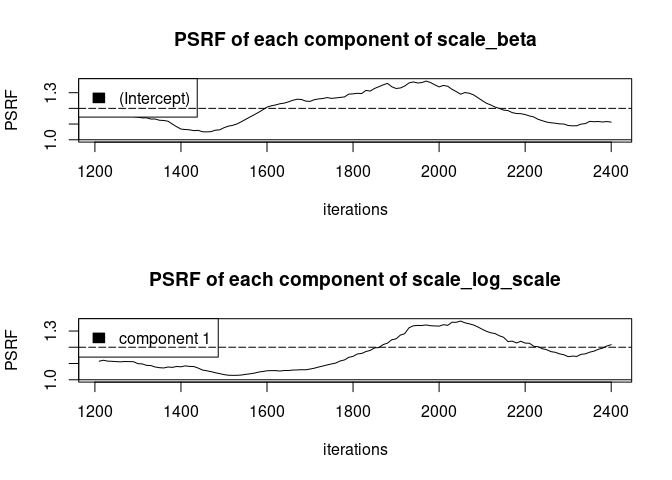 PSRF of each component of scale_beta
PSRF
1.0 1.3
(Intercept)
1200 1400 1600 1800 2000 2200 2400
iterations
PSRF of each component of scale_log_scale
PSRF
1.0 1.3
component 1
1200 1400 1600 1800 2000 2200 2400
iterations